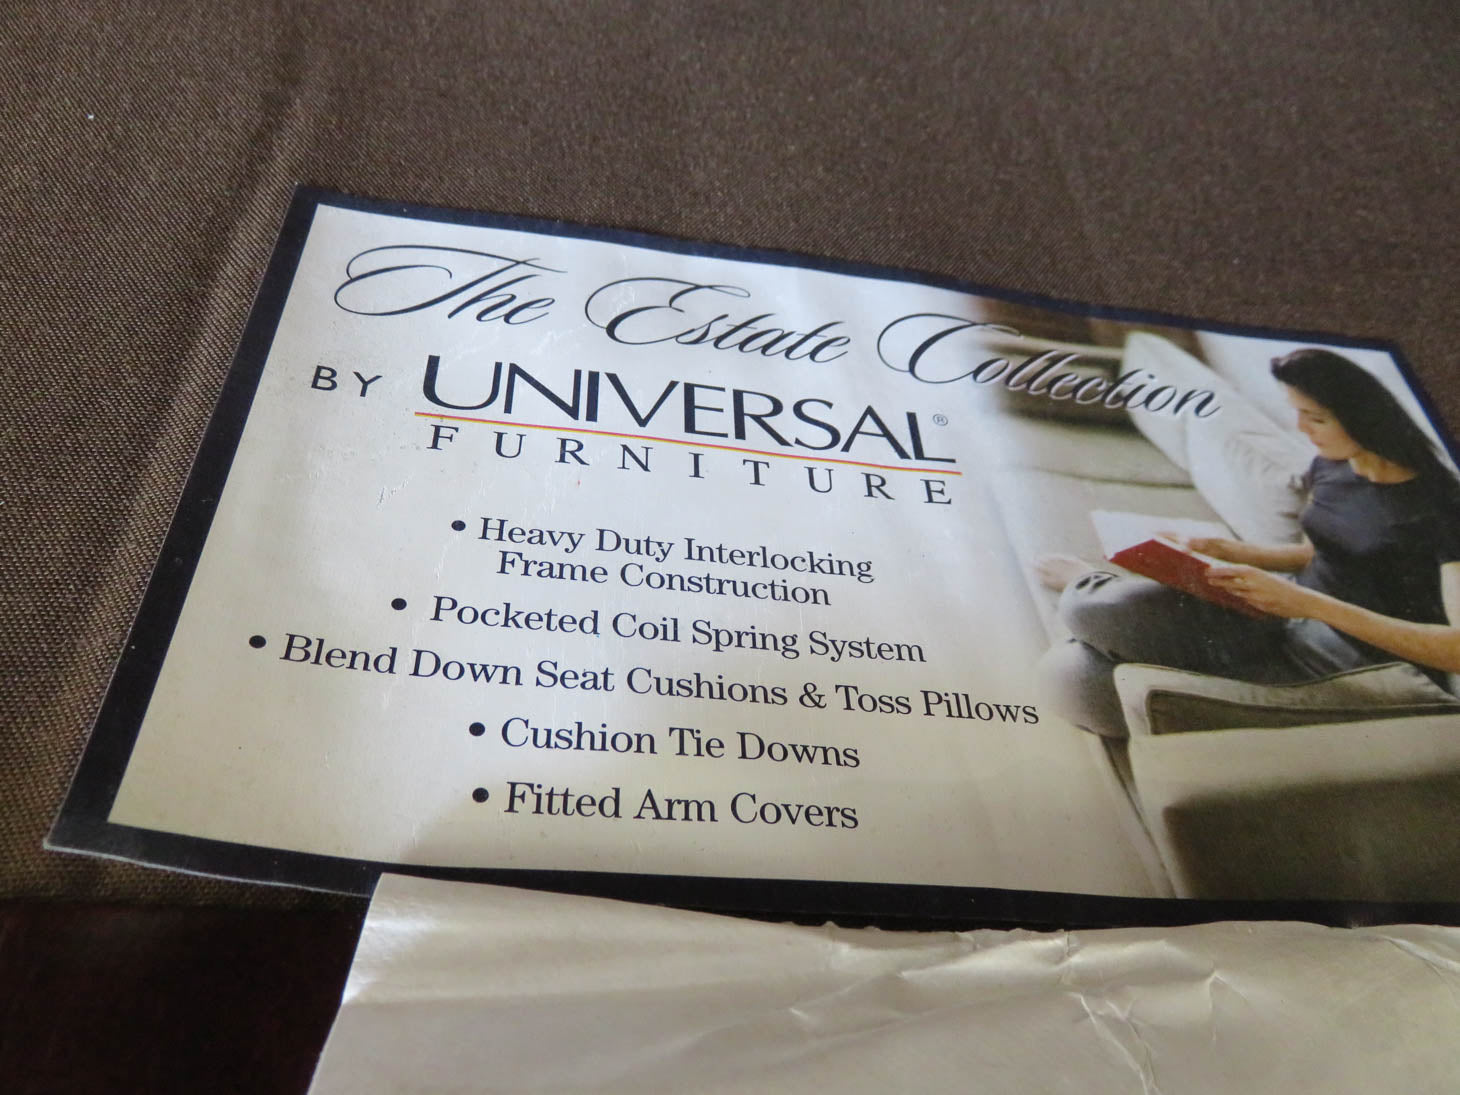 The Estate Collection
BY UNIVERSAL®
FURNITURE
• Heavy Duty Interlocking
Frame Construction
• Pocketed Coil Spring System
• Blend Down Seat Cushions & Toss Pillows
• Cushion Tie Downs
• Fitted Arm Covers